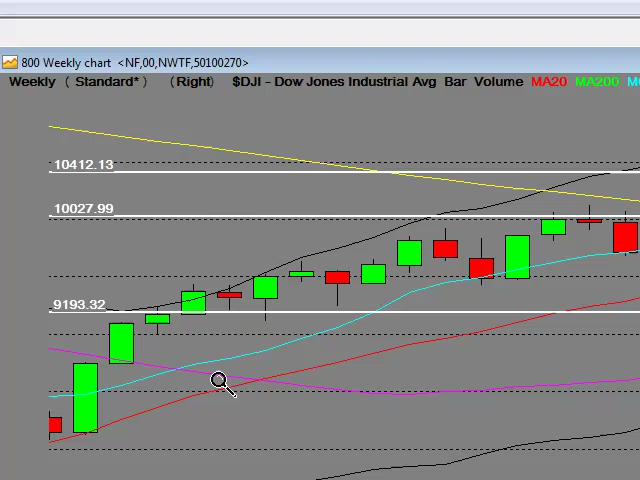 800 Weekly chart <NF,00,NWTF,50100270>
Weekly ( Standard* ) (Right) $DJI - Dow Jones Industrial Avg Bar Volume MA20 MA200
10412.13
10027.99
9193.32